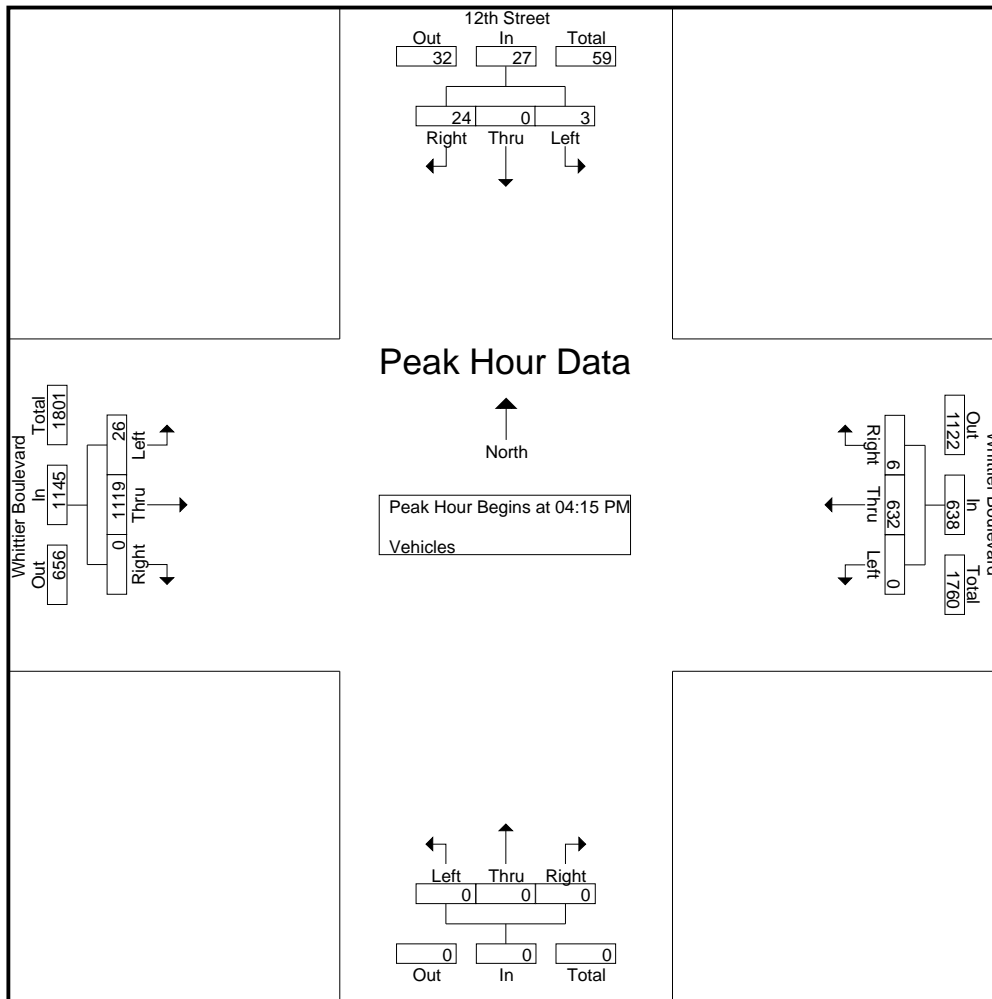 12th Street
Out In Total
32 27 59
24 0 3
Right Thru Left
Peak Hour Data
North
Peak Hour Begins at 04:15 PM
Vehicles
Whittier Boulevard
Total In Out
1801 1145 656
26 1119 0
Left Thru Right
Whittier Boulevard
Out In Total
1122 638 1760
6 632 0
Right Thru Left
Left Thru Right
0 0 0
0 0 0
Out In Total